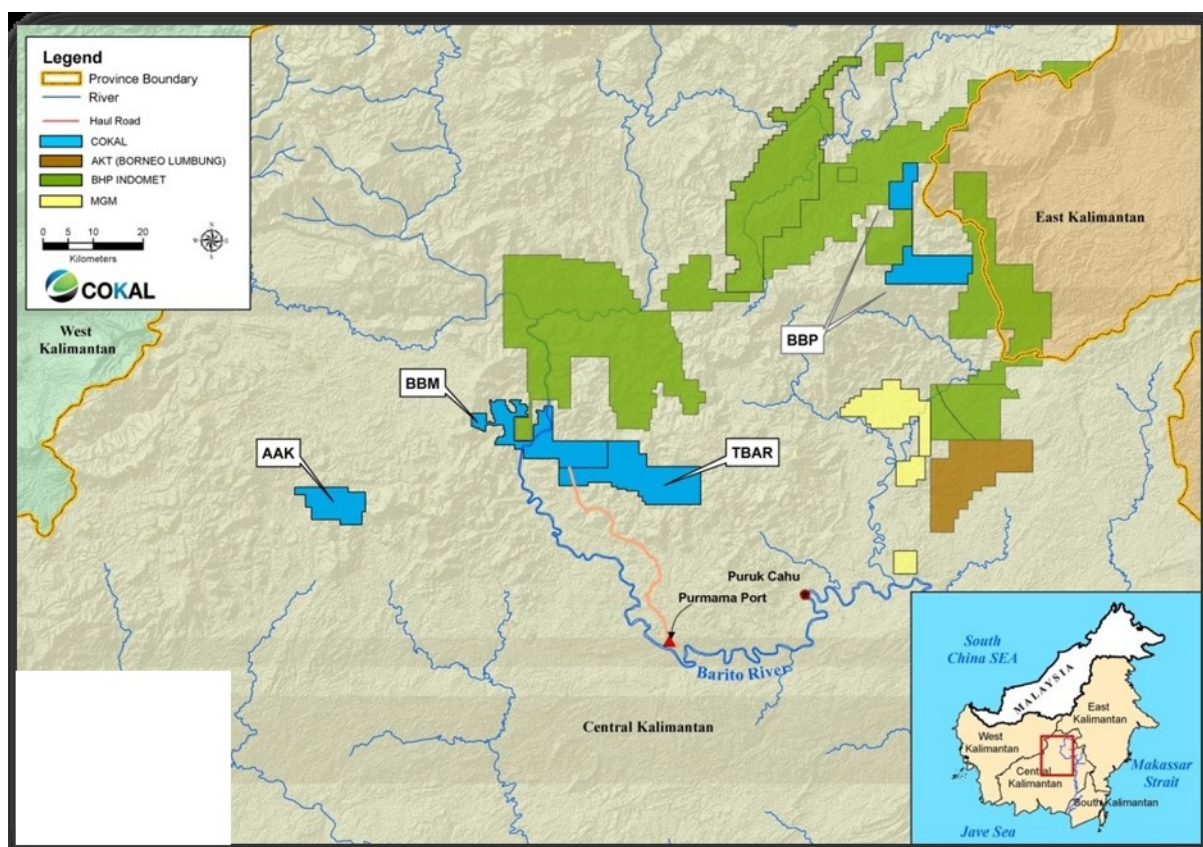 Legend
Province Boundary
River
Haul Road
COKAL
AKT (BORNEO LUMBUNG)
BHP INDOMET
MGM
0 5 10 20
Kilometers
N
W E
S
COKAL
East Kalimantan
West
Kalimantan
BBP
BBM
AAK
TBAR
Puruk Cahu
Purmama Port
Barito River
Central Kalimantan
South
China SEA
MALAYSIA
East
Kalimantan
West
Kalimantan
Central
Kalimantan
Makassar
Strait
South Kalimantan
Jave Sea